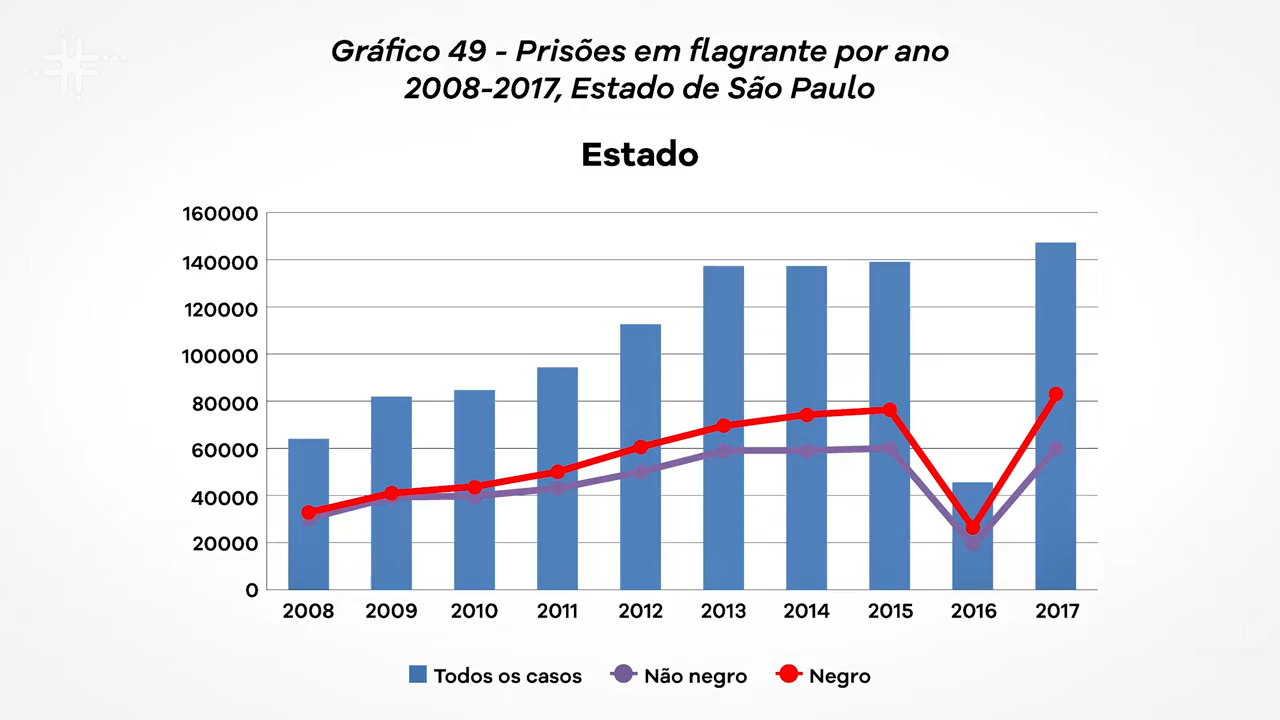 Gráfico 49 - Prisões em flagrante por ano
2008-2017, Estado de São Paulo
Estado
160000
140000
120000
100000
80000
60000
40000
20000
0
2008 2009 2010 2011 2012 2013 2014 2015 2016 2017
Todos os casos Não negro Negro